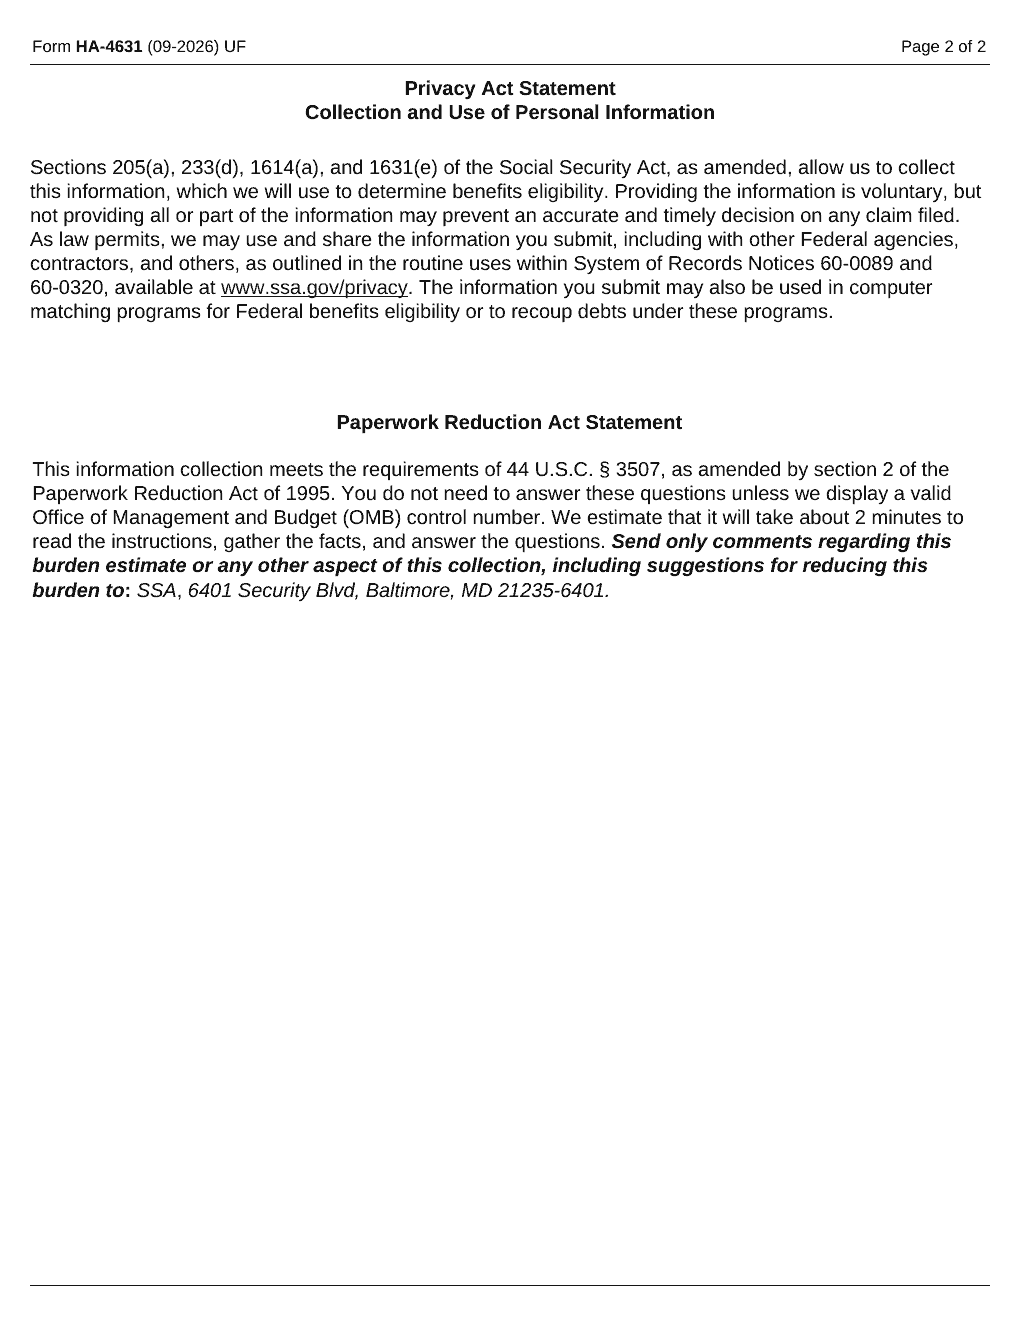 Form HA-4631 (09-2026) UF
Page 2 of 2
Privacy Act Statement
Collection and Use of Personal Information
Sections 205(a), 233(d), 1614(a), and 1631(e) of the Social Security Act, as amended, allow us to collect
this information, which we will use to determine benefits eligibility. Providing the information is voluntary, but
not providing all or part of the information may prevent an accurate and timely decision on any claim filed.
As law permits, we may use and share the information you submit, including with other Federal agencies,
contractors, and others, as outlined in the routine uses within System of Records Notices 60-0089 and
60-0320, available at www.ssa.gov/privacy. The information you submit may also be used in computer
matching programs for Federal benefits eligibility or to recoup debts under these programs.
Paperwork Reduction Act Statement
This information collection meets the requirements of 44 U.S.C. § 3507, as amended by section 2 of the
Paperwork Reduction Act of 1995. You do not need to answer these questions unless we display a valid
Office of Management and Budget (OMB) control number. We estimate that it will take about 2 minutes to
read the instructions, gather the facts, and answer the questions. Send only comments regarding this
burden estimate or any other aspect of this collection, including suggestions for reducing this
burden to: SSA, 6401 Security Blvd, Baltimore, MD 21235-6401.